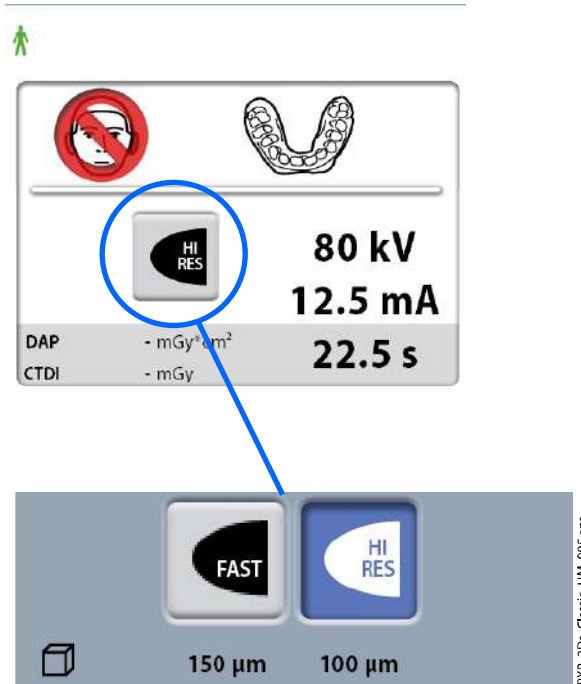 HI
RES
80 kV
12.5 mA
DAP - mGy*cm²
22.5 s
CTDI - mGy
FAST
HI
RES
150 µm 100 µm